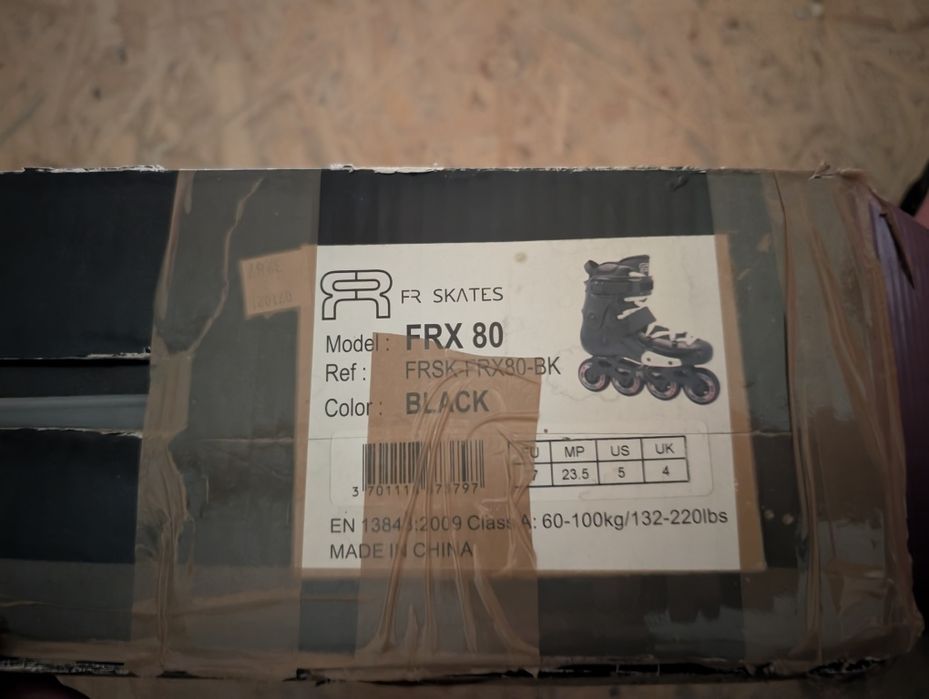 FR SKATES
Model : FRX 80
Ref : FRSK-FRX80-BK
Color : BLACK
MP US UK
23.5 5 4
EN 13843:2009 Class A: 60-100kg/132-220lbs
MADE IN CHINA